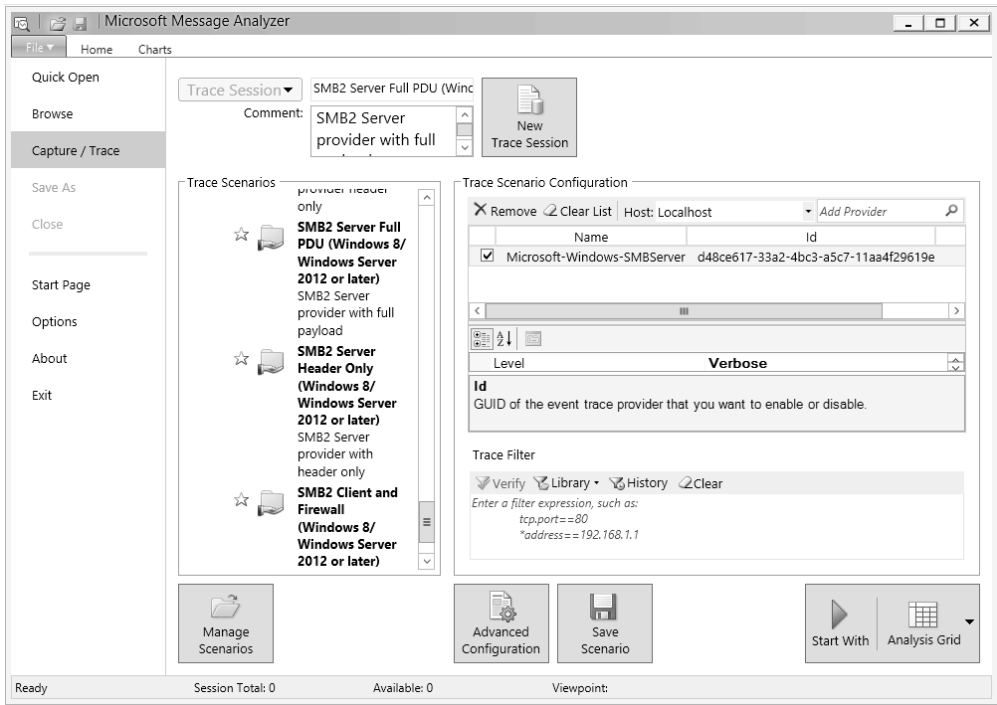 Microsoft Message Analyzer
File Home Charts
Quick Open
Browse
Capture / Trace
Save As
Close
Start Page
Options
About
Exit
Trace Session SMB2 Server Full PDU (Winc
Comment: SMB2 Server
provider with full
New
Trace Session
Trace Scenarios
provider header
only
SMB2 Server Full
PDU (Windows 8/
Windows Server
2012 or later)
SMB2 Server
provider with full
payload
SMB2 Server
Header Only
(Windows 8/
Windows Server
2012 or later)
SMB2 Server
provider with
header only
SMB2 Client and
Firewall
(Windows 8/
Windows Server
2012 or later)
Trace Scenario Configuration
Remove Clear List Host: Localhost Add Provider
Name Id
Microsoft-Windows-SMBServer d48ce617-33a2-4bc3-a5c7-11aa4f29619e
Level Verbose
Id
GUID of the event trace provider that you want to enable or disable.
Trace Filter
Verify Library History Clear
Enter a filter expression, such as:
tcp.port==80
*address==192.168.1.1
Manage
Scenarios
Advanced
Configuration
Save
Scenario
Start With
Analysis Grid
Ready Session Total: 0 Available: 0 Viewpoint: